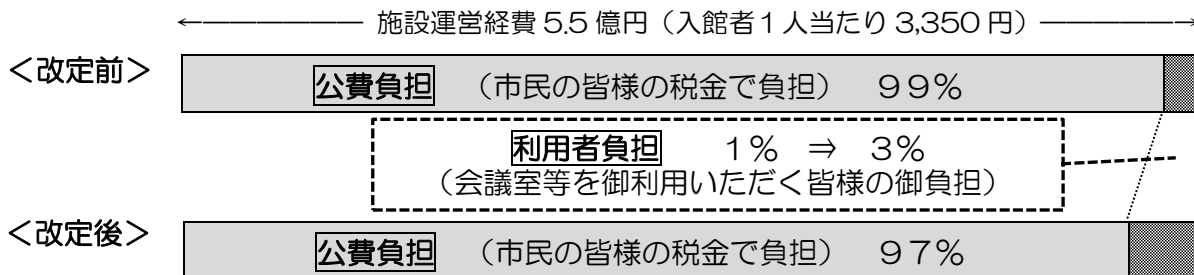 ←――――――― 施設運営経費 5.5 億円（入館者１人当たり 3,350 円）―――――→
＜改定前＞ 公費負担 （市民の皆様の税金で負担） ９９％
利用者負担 １％ ⇒ ３％
（会議室等を御利用いただく皆様の御負担）
＜改定後＞ 公費負担 （市民の皆様の税金で負担） ９７％